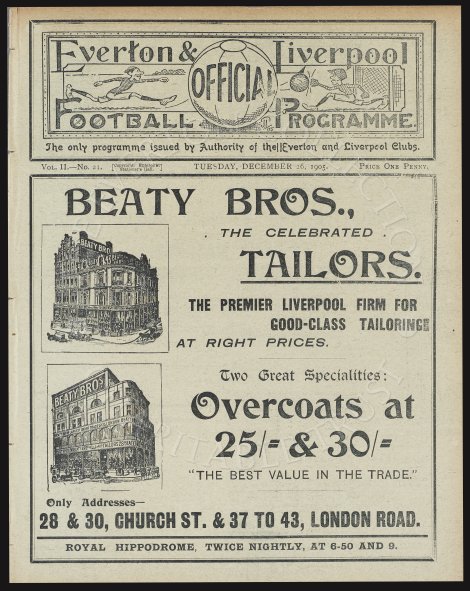 Everton & Liverpool
OFFICIAL
FOOTBALL PROGRAMME.
The only programme issued by Authority of the Everton and Liverpool Clubs.
VOL. II.—No. 21. TUESDAY, DECEMBER 26, 1905. PRICE ONE PENNY.
BEATY BROS.,
THE CELEBRATED
TAILORS.
BEATY BROS
THE PREMIER LIVERPOOL FIRM FOR
GOOD-CLASS TAILORING
AT RIGHT PRICES.
Two Great Specialities:
BEATY BROS
Overcoats at
25/= & 30/=
"THE BEST VALUE IN THE TRADE."
Only Addresses—
28 & 30, CHURCH ST. & 37 TO 43, LONDON ROAD.
ROYAL HIPPODROME, TWICE NIGHTLY, AT 6-50 AND 9.